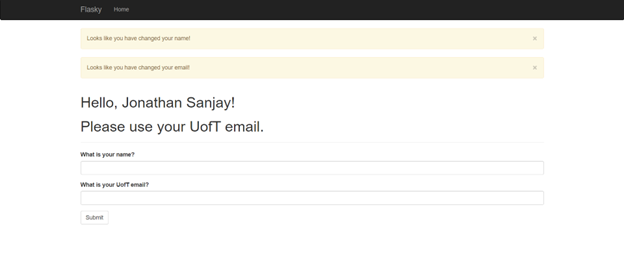 Flasky Home
Looks like you have changed your name! ×
Looks like you have changed your email! ×
Hello, Jonathan Sanjay!
Please use your UofT email.
What is your name?
What is your UofT email?
Submit